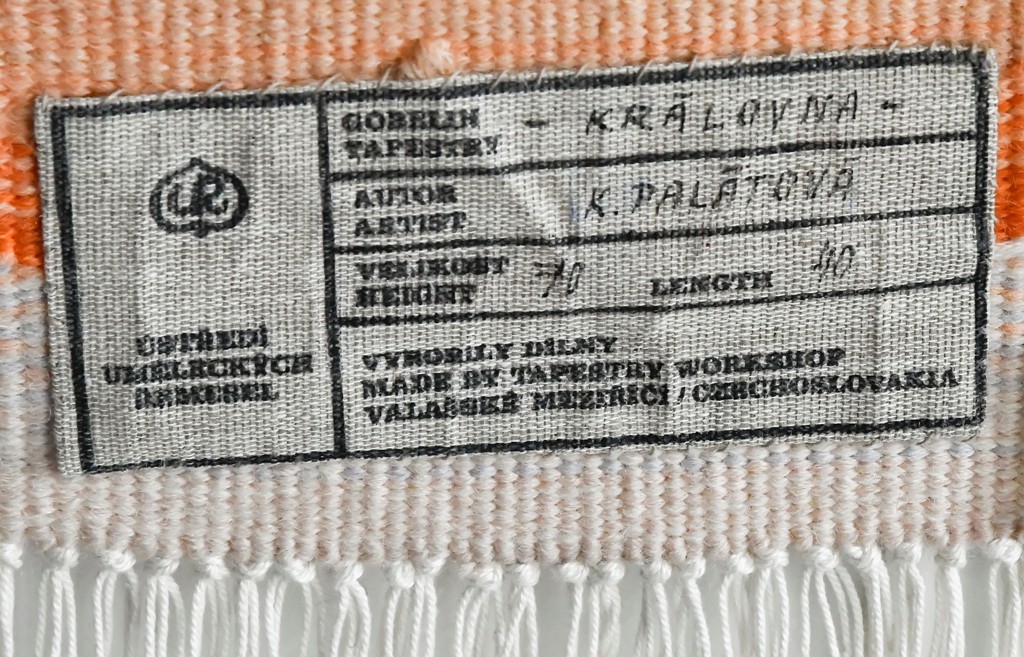 ÚSTŘEDÍ
UMĚLECKÝCH
ŘEMESEL
GOBELIN
TAPESTRY - KRÁLOVNA -
AUTOR
ARTIST K. PALÁTOVÁ
VELIKOST
HEIGHT 70 LENGTH 40
VYROBILY DÍLNY
MADE BY TAPESTRY WORKSHOP
VALAŠSKÉ MEZIŘÍČÍ / CZECHOSLOVAKIA